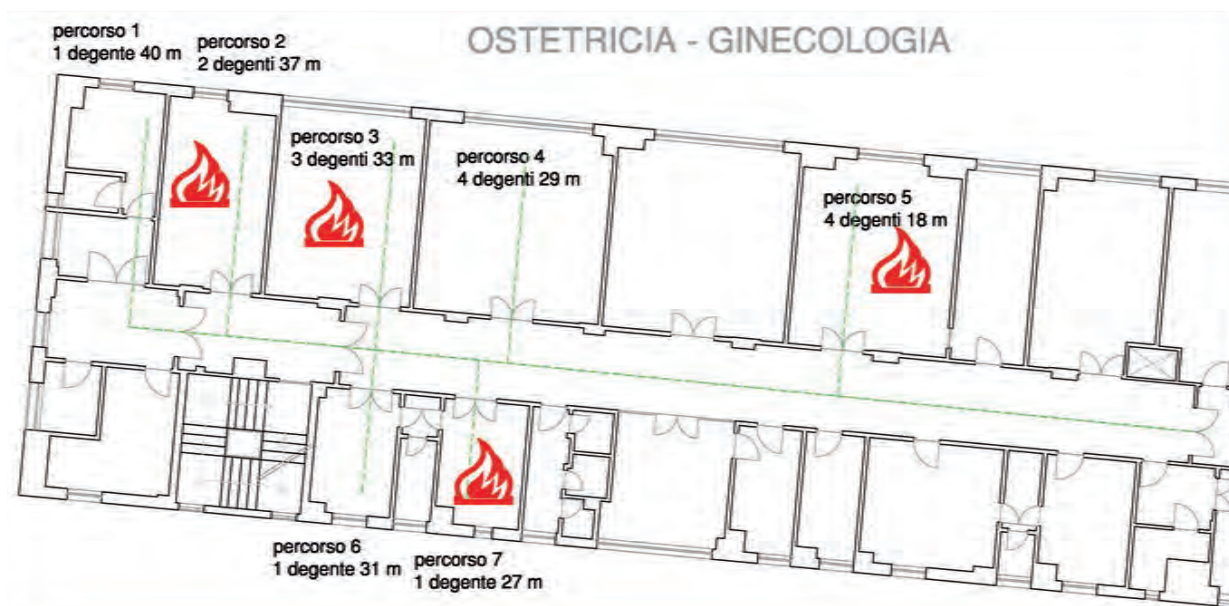 OSTETRICIA - GINECOLOGIA
percorso 1
1 degente 40 m
percorso 2
2 degenti 37 m
percorso 3
3 degenti 33 m
percorso 4
4 degenti 29 m
percorso 5
4 degenti 18 m
percorso 6
1 degente 31 m
percorso 7
1 degente 27 m